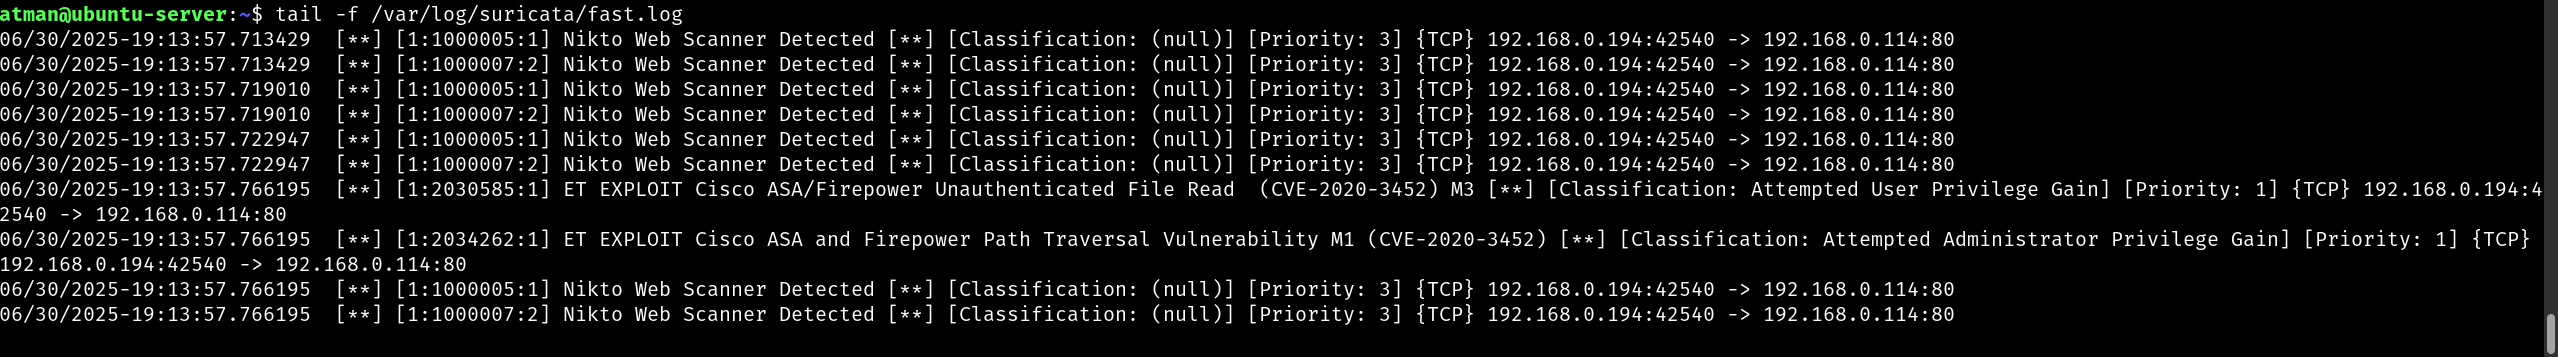 atman@ubuntu-server:~$ tail -f /var/log/suricata/fast.log
06/30/2025-19:13:57.713429  [**] [1:1000005:1] Nikto Web Scanner Detected [**] [Classification: (null)] [Priority: 3] {TCP} 192.168.0.194:42540 -> 192.168.0.114:80
06/30/2025-19:13:57.713429  [**] [1:1000007:2] Nikto Web Scanner Detected [**] [Classification: (null)] [Priority: 3] {TCP} 192.168.0.194:42540 -> 192.168.0.114:80
06/30/2025-19:13:57.719010  [**] [1:1000005:1] Nikto Web Scanner Detected [**] [Classification: (null)] [Priority: 3] {TCP} 192.168.0.194:42540 -> 192.168.0.114:80
06/30/2025-19:13:57.719010  [**] [1:1000007:2] Nikto Web Scanner Detected [**] [Classification: (null)] [Priority: 3] {TCP} 192.168.0.194:42540 -> 192.168.0.114:80
06/30/2025-19:13:57.722947  [**] [1:1000005:1] Nikto Web Scanner Detected [**] [Classification: (null)] [Priority: 3] {TCP} 192.168.0.194:42540 -> 192.168.0.114:80
06/30/2025-19:13:57.722947  [**] [1:1000007:2] Nikto Web Scanner Detected [**] [Classification: (null)] [Priority: 3] {TCP} 192.168.0.194:42540 -> 192.168.0.114:80
06/30/2025-19:13:57.766195  [**] [1:2030585:1] ET EXPLOIT Cisco ASA/Firepower Unauthenticated File Read  (CVE-2020-3452) M3 [**] [Classification: Attempted User Privilege Gain] [Priority: 1] {TCP} 192.168.0.194:4
2540 -> 192.168.0.114:80
06/30/2025-19:13:57.766195  [**] [1:2034262:1] ET EXPLOIT Cisco ASA and Firepower Path Traversal Vulnerability M1 (CVE-2020-3452) [**] [Classification: Attempted Administrator Privilege Gain] [Priority: 1] {TCP}
192.168.0.194:42540 -> 192.168.0.114:80
06/30/2025-19:13:57.766195  [**] [1:1000005:1] Nikto Web Scanner Detected [**] [Classification: (null)] [Priority: 3] {TCP} 192.168.0.194:42540 -> 192.168.0.114:80
06/30/2025-19:13:57.766195  [**] [1:1000007:2] Nikto Web Scanner Detected [**] [Classification: (null)] [Priority: 3] {TCP} 192.168.0.194:42540 -> 192.168.0.114:80